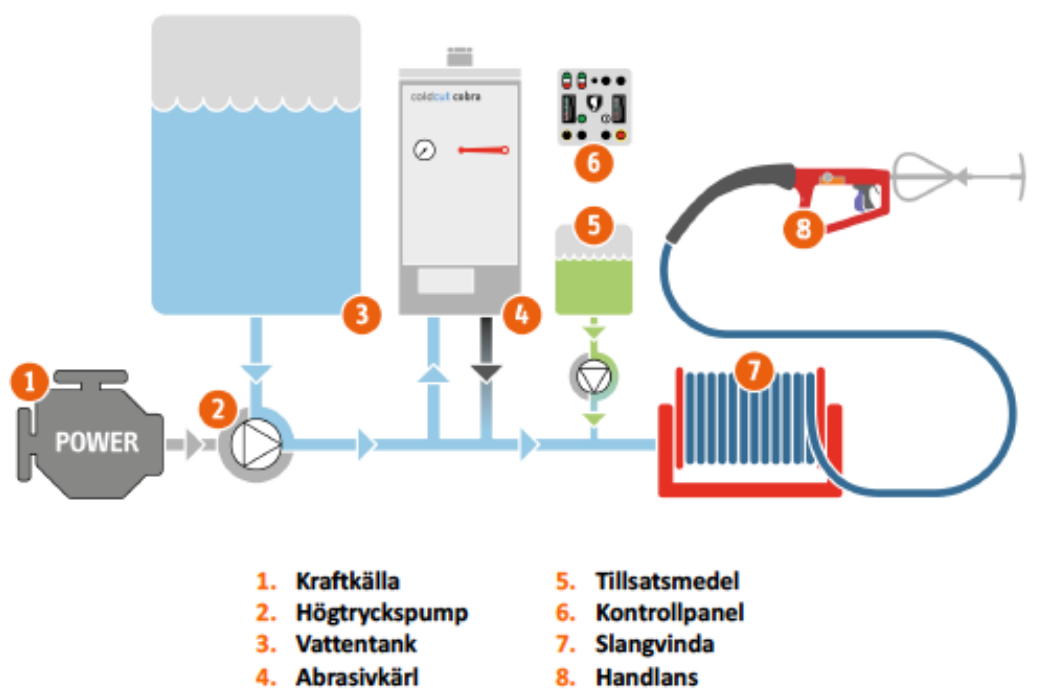 coldcut cobra
6
5
8
3
4
1
7
2
POWER
1. Kraftkälla
2. Högtryckspump
3. Vattentank
4. Abrasivkärl
5. Tillsatsmedel
6. Kontrollpanel
7. Slangvinda
8. Handlans